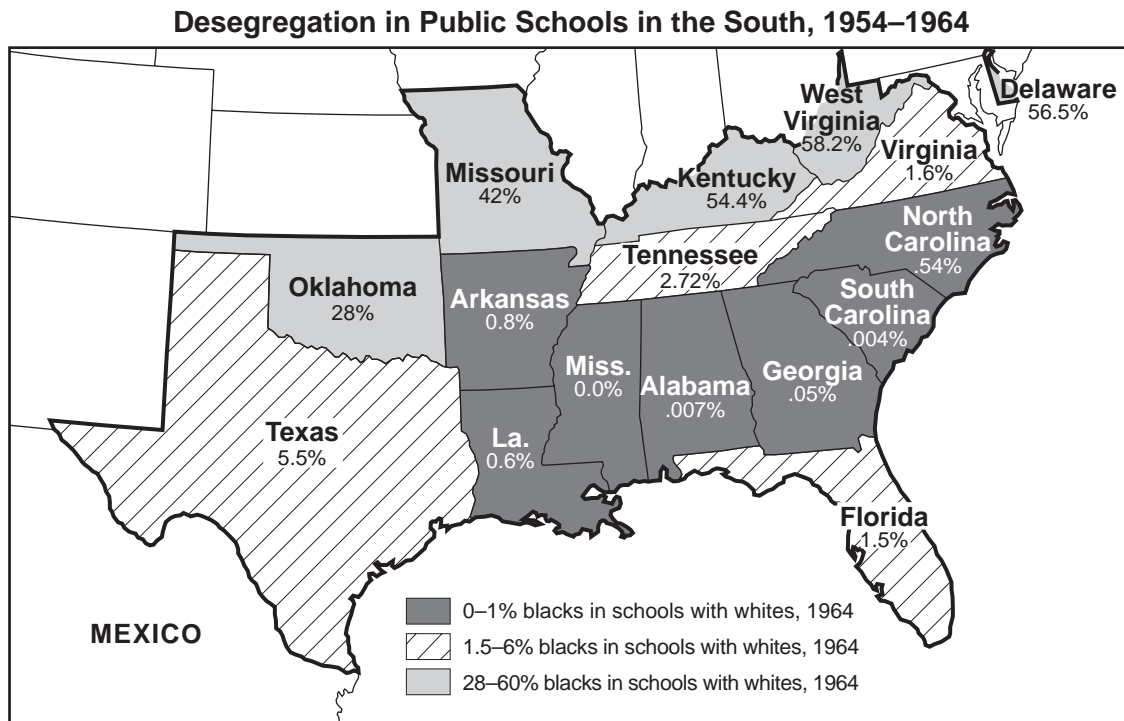 Desegregation in Public Schools in the South, 1954–1964
West
Virginia
58.2%
Delaware
56.5%
Missouri
42%
Kentucky
54.4%
Virginia
1.6%
North
Carolina
.54%
Tennessee
2.72%
Oklahoma
28%
Arkansas
0.8%
South
Carolina
.004%
Miss.
0.0%
Alabama
.007%
Georgia
.05%
Texas
5.5%
La.
0.6%
Florida
1.5%
MEXICO
0–1% blacks in schools with whites, 1964
1.5–6% blacks in schools with whites, 1964
28–60% blacks in schools with whites, 1964